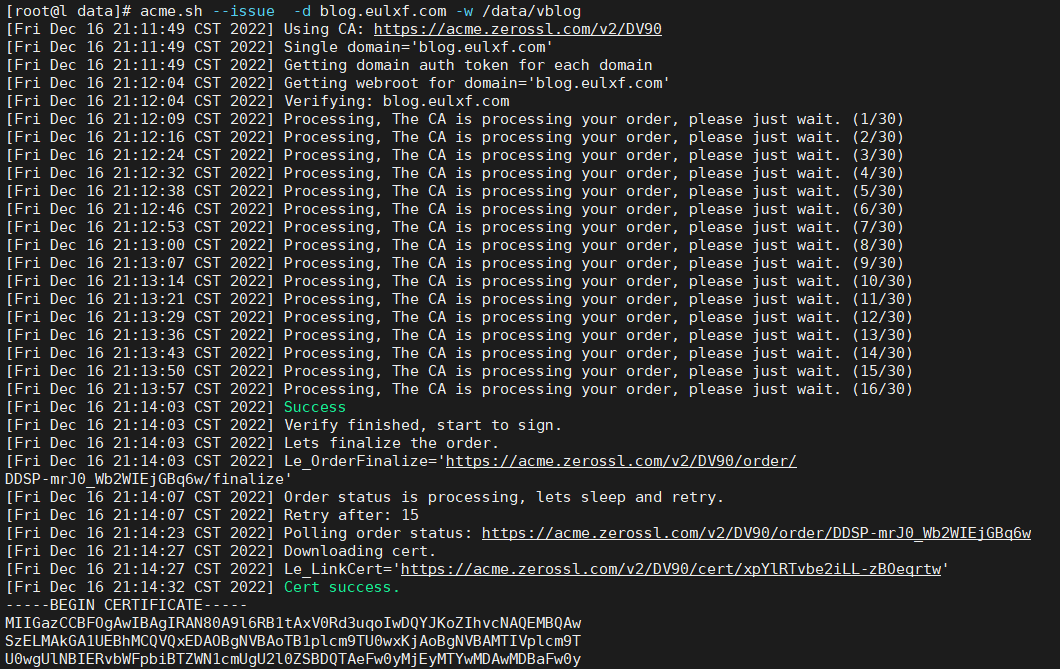 [root@l data]# acme.sh --issue  -d blog.eulxf.com -w /data/vblog
[Fri Dec 16 21:11:49 CST 2022] Using CA: https://acme.zerossl.com/v2/DV90
[Fri Dec 16 21:11:49 CST 2022] Single domain='blog.eulxf.com'
[Fri Dec 16 21:11:49 CST 2022] Getting domain auth token for each domain
[Fri Dec 16 21:12:04 CST 2022] Getting webroot for domain='blog.eulxf.com'
[Fri Dec 16 21:12:04 CST 2022] Verifying: blog.eulxf.com
[Fri Dec 16 21:12:09 CST 2022] Processing, The CA is processing your order, please just wait. (1/30)
[Fri Dec 16 21:12:16 CST 2022] Processing, The CA is processing your order, please just wait. (2/30)
[Fri Dec 16 21:12:24 CST 2022] Processing, The CA is processing your order, please just wait. (3/30)
[Fri Dec 16 21:12:32 CST 2022] Processing, The CA is processing your order, please just wait. (4/30)
[Fri Dec 16 21:12:38 CST 2022] Processing, The CA is processing your order, please just wait. (5/30)
[Fri Dec 16 21:12:46 CST 2022] Processing, The CA is processing your order, please just wait. (6/30)
[Fri Dec 16 21:12:53 CST 2022] Processing, The CA is processing your order, please just wait. (7/30)
[Fri Dec 16 21:13:00 CST 2022] Processing, The CA is processing your order, please just wait. (8/30)
[Fri Dec 16 21:13:07 CST 2022] Processing, The CA is processing your order, please just wait. (9/30)
[Fri Dec 16 21:13:14 CST 2022] Processing, The CA is processing your order, please just wait. (10/30)
[Fri Dec 16 21:13:21 CST 2022] Processing, The CA is processing your order, please just wait. (11/30)
[Fri Dec 16 21:13:29 CST 2022] Processing, The CA is processing your order, please just wait. (12/30)
[Fri Dec 16 21:13:36 CST 2022] Processing, The CA is processing your order, please just wait. (13/30)
[Fri Dec 16 21:13:43 CST 2022] Processing, The CA is processing your order, please just wait. (14/30)
[Fri Dec 16 21:13:50 CST 2022] Processing, The CA is processing your order, please just wait. (15/30)
[Fri Dec 16 21:13:57 CST 2022] Processing, The CA is processing your order, please just wait. (16/30)
[Fri Dec 16 21:14:03 CST 2022] Success
[Fri Dec 16 21:14:03 CST 2022] Verify finished, start to sign.
[Fri Dec 16 21:14:03 CST 2022] Lets finalize the order.
[Fri Dec 16 21:14:03 CST 2022] Le_OrderFinalize='https://acme.zerossl.com/v2/DV90/order/
DDSP-mrJ0_Wb2WIEjGBq6w/finalize'
[Fri Dec 16 21:14:07 CST 2022] Order status is processing, lets sleep and retry.
[Fri Dec 16 21:14:07 CST 2022] Retry after: 15
[Fri Dec 16 21:14:23 CST 2022] Polling order status: https://acme.zerossl.com/v2/DV90/order/DDSP-mrJ0_Wb2WIEjGBq6w
[Fri Dec 16 21:14:27 CST 2022] Downloading cert.
[Fri Dec 16 21:14:27 CST 2022] Le_LinkCert='https://acme.zerossl.com/v2/DV90/cert/xpYlRTvbe2iLL-zBOeqrtw'
[Fri Dec 16 21:14:32 CST 2022] Cert success.
-----BEGIN CERTIFICATE-----
MIIGazCCBFOgAwIBAgIRAN80A9l6RB1tAxV0Rd3uqoIwDQYJKoZIhvcNAQEMBQAw
SzELMAkGA1UEBhMCQVQxEDAOBgNVBAoTB1plcm9TU0wxKjAoBgNVBAMTIVplcm9T
U0wgUlNBIERvbWFpbiBTZWN1cmUgU2l0ZSBDQTAeFw0yMjEyMTYwMDAwMDBaFw0y